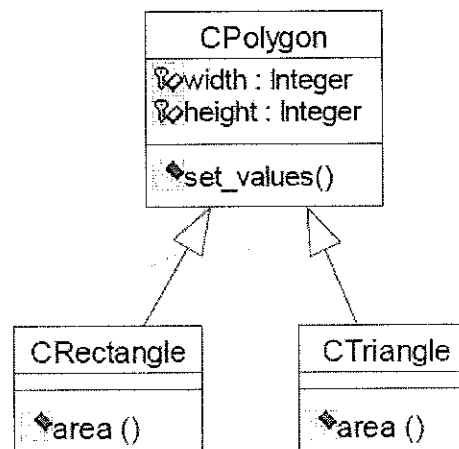 CPolygon
width : Integer
height : Integer
set_values()
CRectangle
area ()
CTriangle
area ()